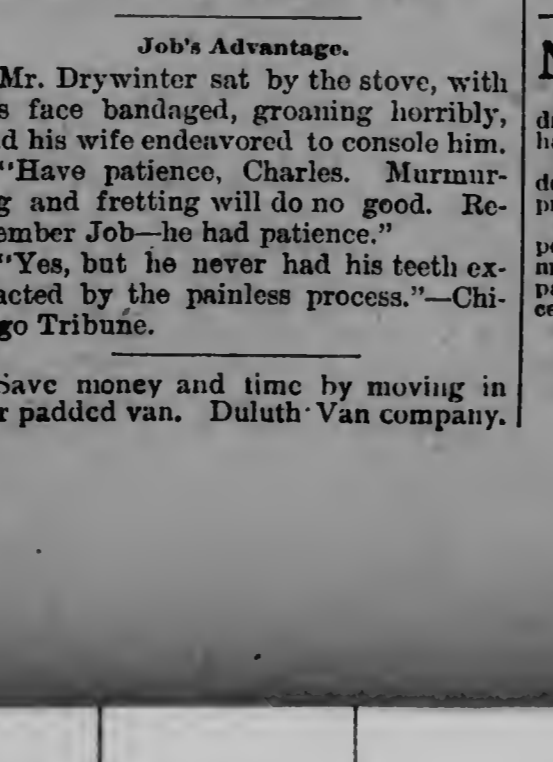 Job's Advantage.
Mr. Drywinter sat by the stove, with
s face bandaged, groaning horribly,
d his wife endeavored to console him.
"Have patience, Charles. Murmur-
g and fretting will do no good. Re-
ember Job—he had patience."
"Yes, but he never had his teeth ex-
acted by the painless process."—Chi-
go Tribune.
Save money and time by moving in
r padded van. Duluth Van company.